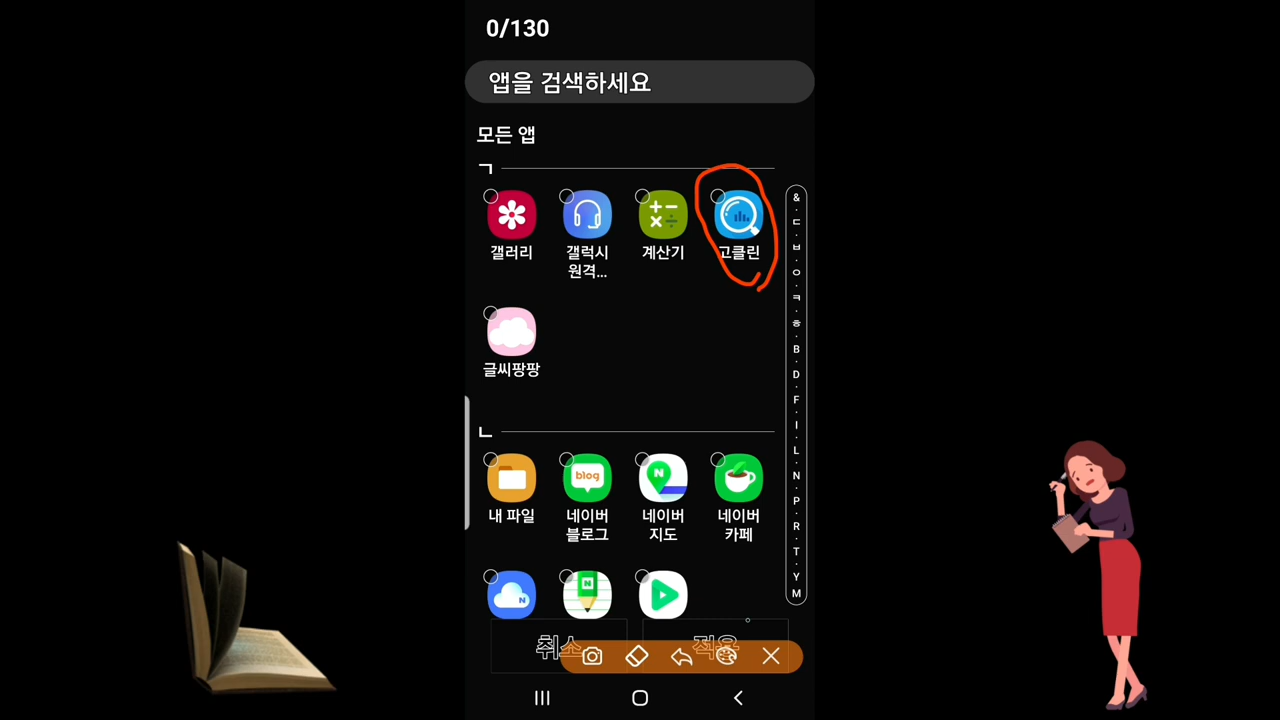 0/130
앱을 검색하세요
모든 앱
ㄱ
갤러리
갤럭시
원격...
계산기
고클린
글씨팡팡
ㄴ
내 파일
blog
네이버
블로그
N
네이버
지도
네이버
카페
N
N
취소
적용
&
ㄷ
ㅂ
ㅇ
ㅋ
ㅎ
B
D
F
I
L
N
P
R
T
Y
M